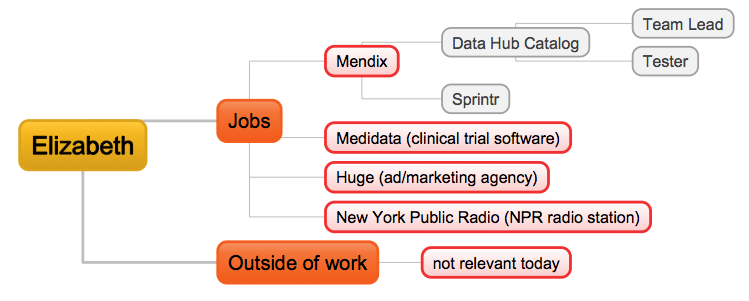 Elizabeth
Jobs
Mendix
Data Hub Catalog
Team Lead
Tester
Sprintr
Medidata (clinical trial software)
Huge (ad/marketing agency)
New York Public Radio (NPR radio station)
Outside of work
not relevant today